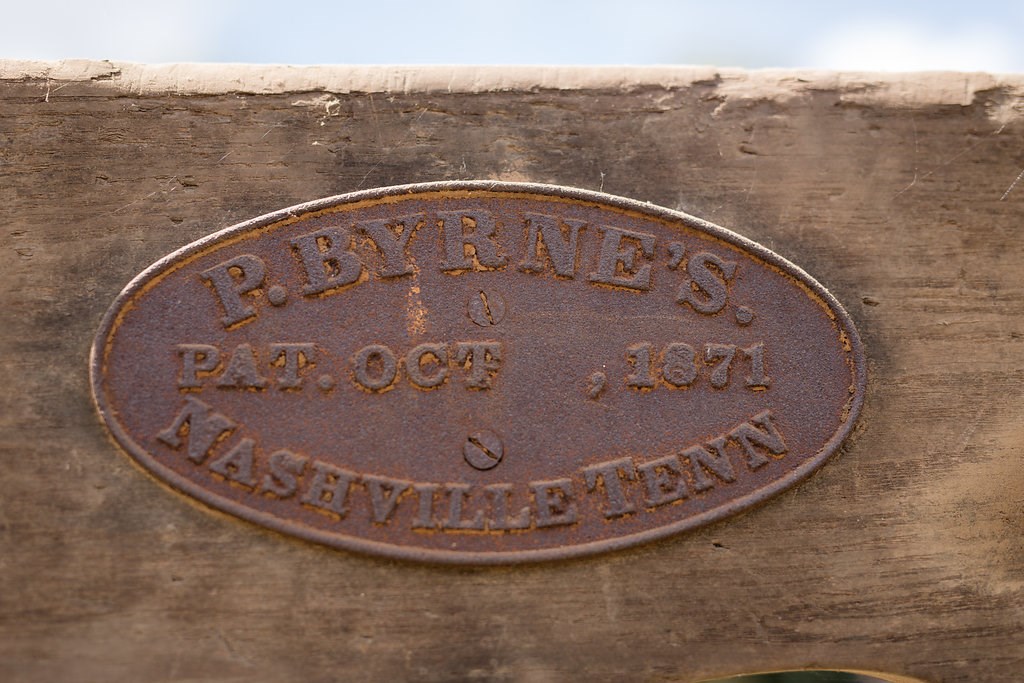 P. BYRNE'S.
PAT. OCT , 1871
NASHVILLE TENN